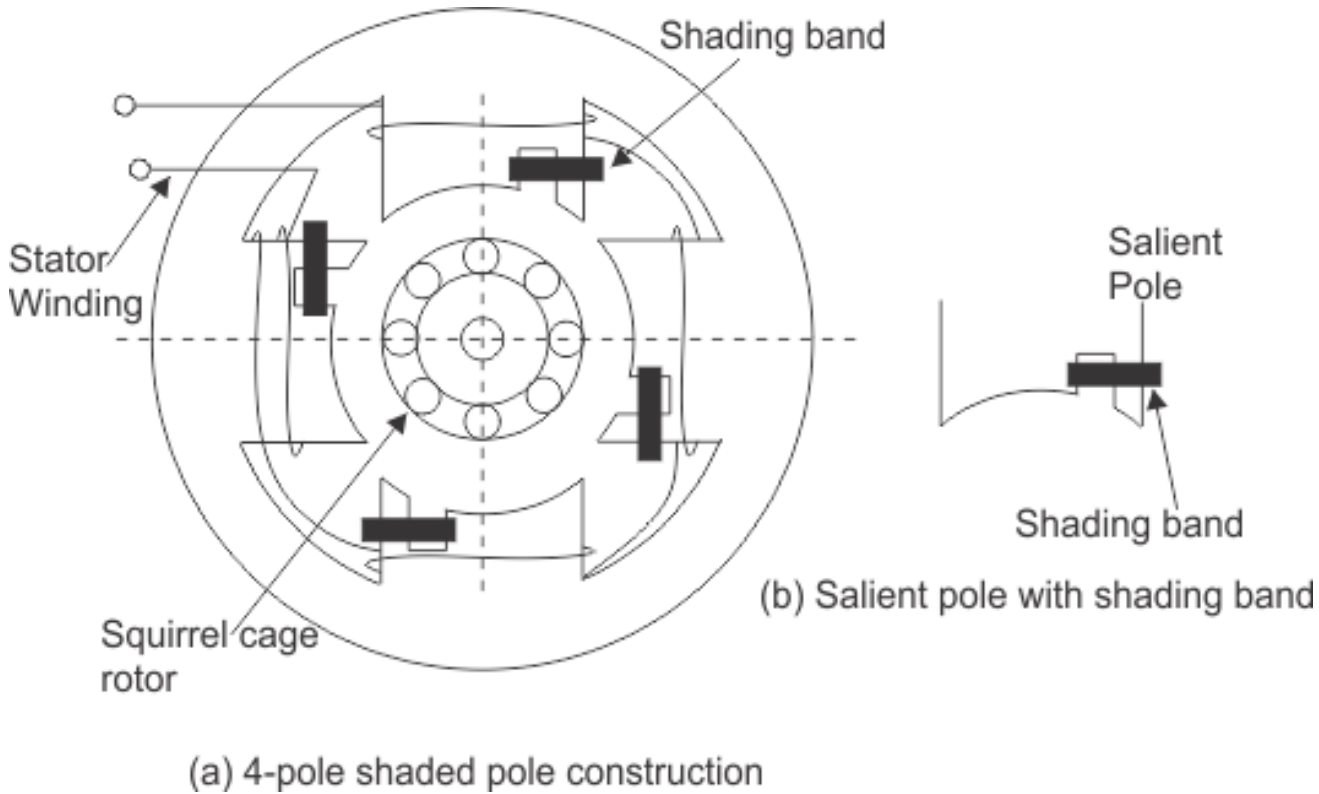 Shading band
Stator
Winding
Salient
Pole
Shading band
(b) Salient pole with shading band
Squirrel cage
rotor
(a) 4-pole shaded pole construction